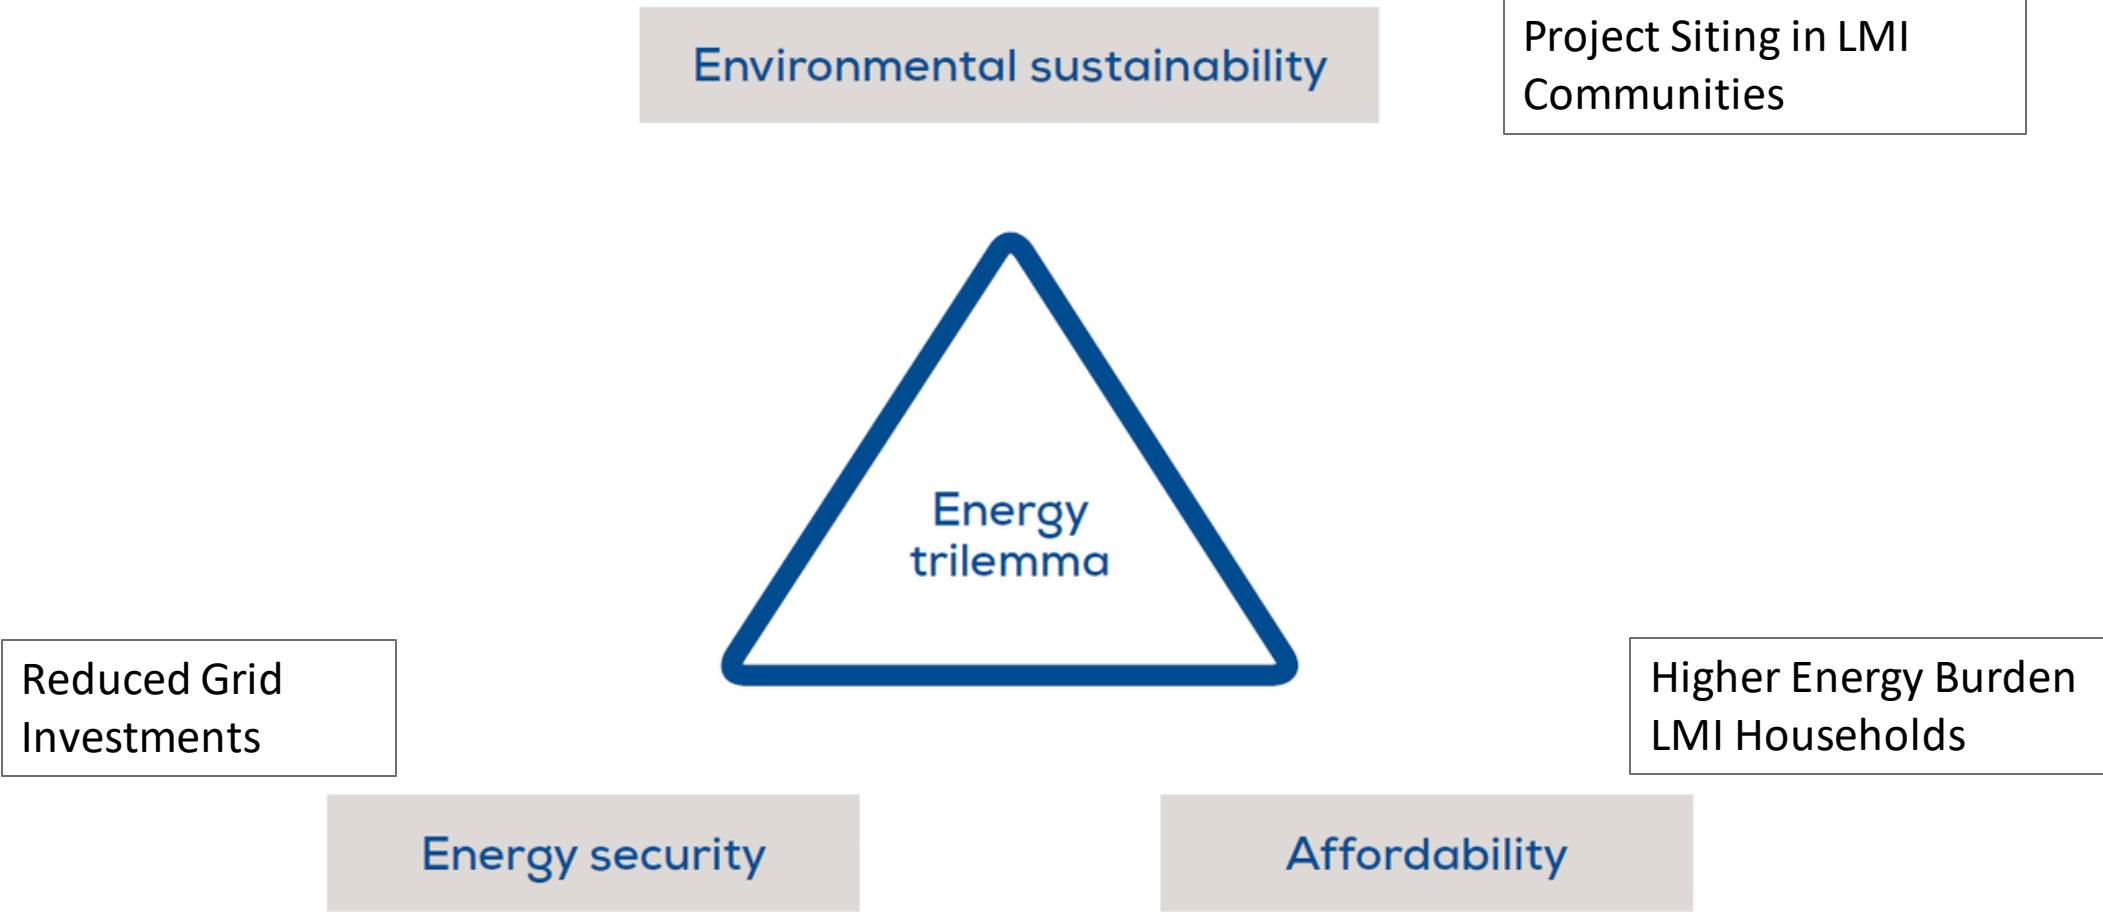 Environmental sustainability
Project Siting in LMI
Communities
Energy
trilemma
Reduced Grid
Investments
Higher Energy Burden
LMI Households
Energy security
Affordability